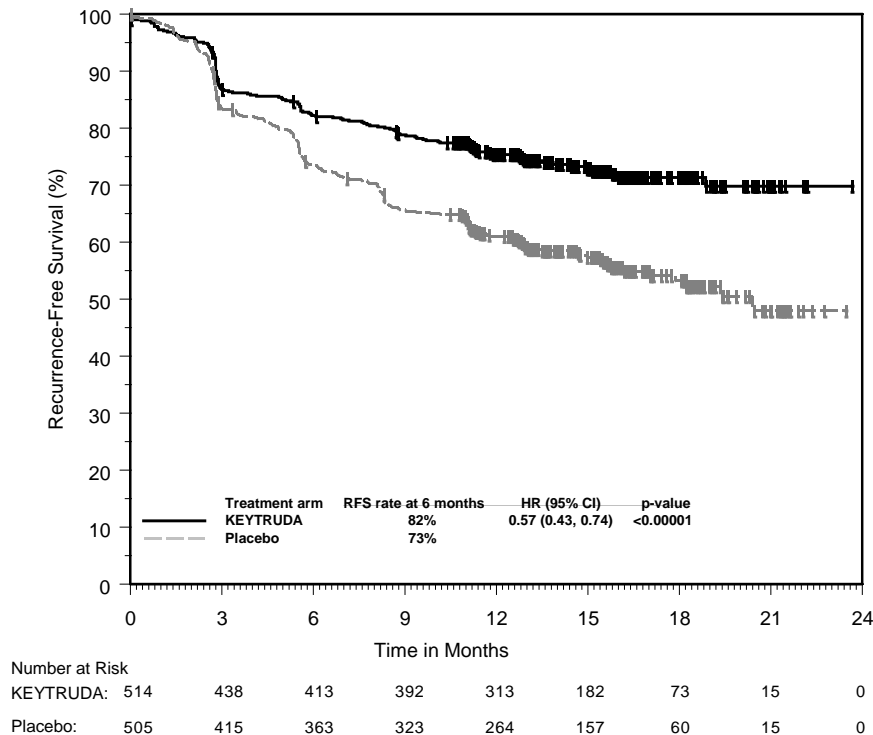 100
90
80
70
60
50
40
30
20
10
0
Recurrence-Free Survival (%)
Treatment arm RFS rate at 6 months HR (95% CI) p-value
KEYTRUDA 82% 0.57 (0.43, 0.74) <0.00001
Placebo 73%
0 3 6 9 12 15 18 21 24
Time in Months
Number at Risk
KEYTRUDA: 514 438 413 392 313 182 73 15 0
Placebo: 505 415 363 323 264 157 60 15 0